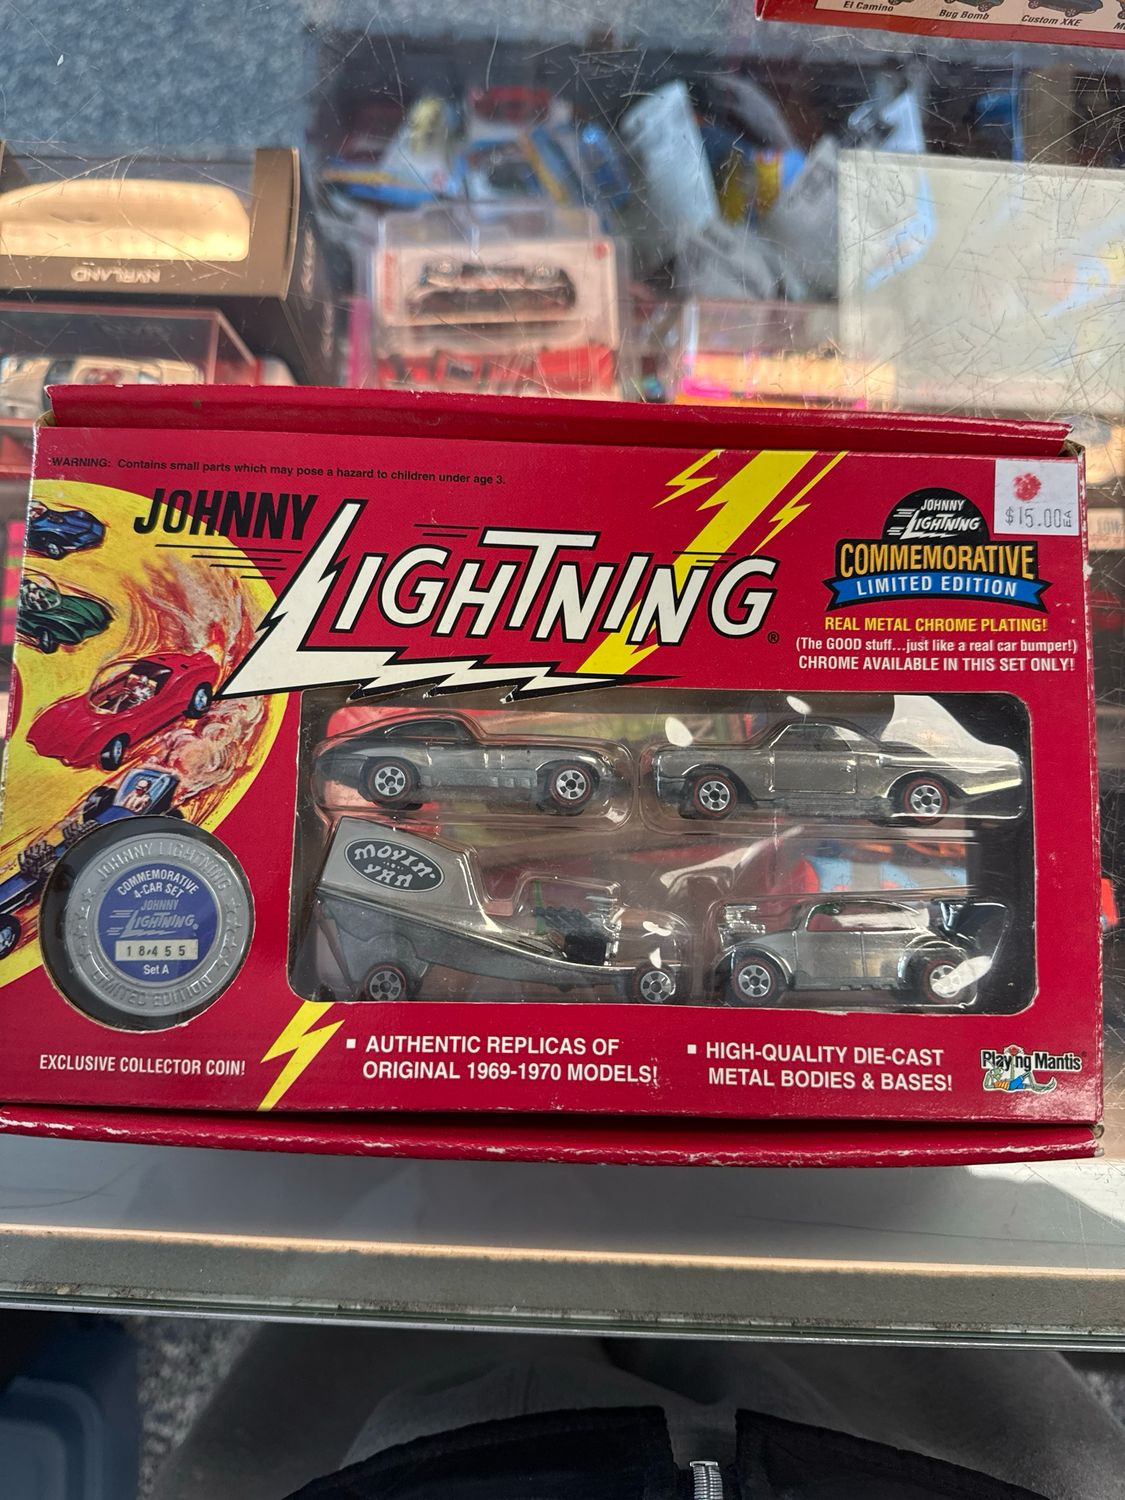 El Camino
Bug Bomb
Custom XKE
NYRLAND
WARNING: Contains small parts which may pose a hazard to children under age 3.
JOHNNY
LIGHTNING®
JOHNNY
LIGHTNING
COMMEMORATIVE
LIMITED EDITION
$15.00
REAL METAL CHROME PLATING!
(The GOOD stuff...just like a real car bumper!)
CHROME AVAILABLE IN THIS SET ONLY!
MOVIN'
VAN
JOHNNY LIGHTNING
COMMEMORATIVE
4-CAR SET
JOHNNY
LIGHTNING®
18455
Set A
LIMITED EDITION
EXCLUSIVE COLLECTOR COIN!
▪ AUTHENTIC REPLICAS OF
ORIGINAL 1969-1970 MODELS!
▪ HIGH-QUALITY DIE-CAST
METAL BODIES & BASES!
Playing Mantis®